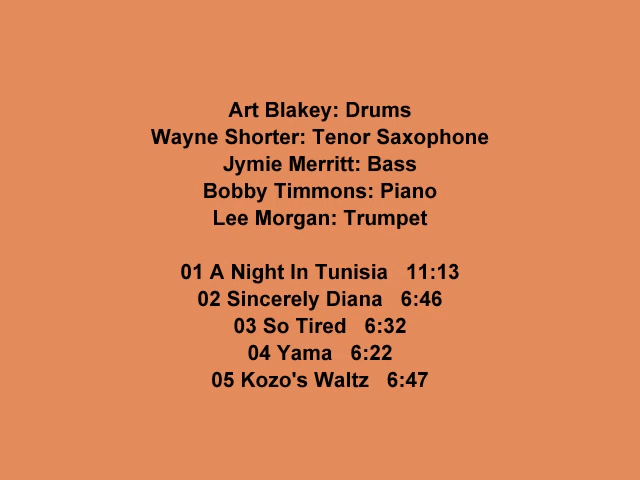 Art Blakey: Drums
Wayne Shorter: Tenor Saxophone
Jymie Merritt: Bass
Bobby Timmons: Piano
Lee Morgan: Trumpet
01 A Night In Tunisia 11:13
02 Sincerely Diana 6:46
03 So Tired 6:32
04 Yama 6:22
05 Kozo's Waltz 6:47